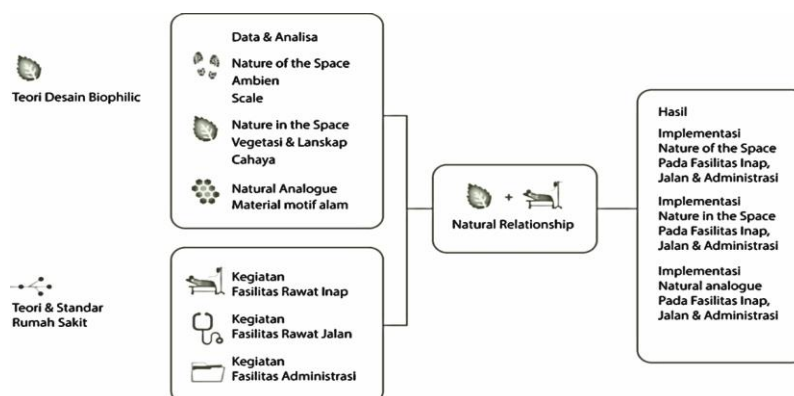 Teori Desain Biophilic
Data & Analisa
Nature of the Space
Ambien
Scale
Nature in the Space
Vegetasi & Lanskap
Cahaya
Natural Analogue
Material motif alam
Teori & Standar
Rumah Sakit
Kegiatan
Fasilitas Rawat Inap
Kegiatan
Fasilitas Rawat Jalan
Kegiatan
Fasilitas Administrasi
+
Natural Relationship
Hasil
Implementasi
Nature of the Space
Pada Fasilitas Inap,
Jalan & Administrasi
Implementasi
Nature in the Space
Pada Fasilitas Inap,
Jalan & Administrasi
Implementasi
Natural analogue
Pada Fasilitas Inap,
Jalan & Administrasi